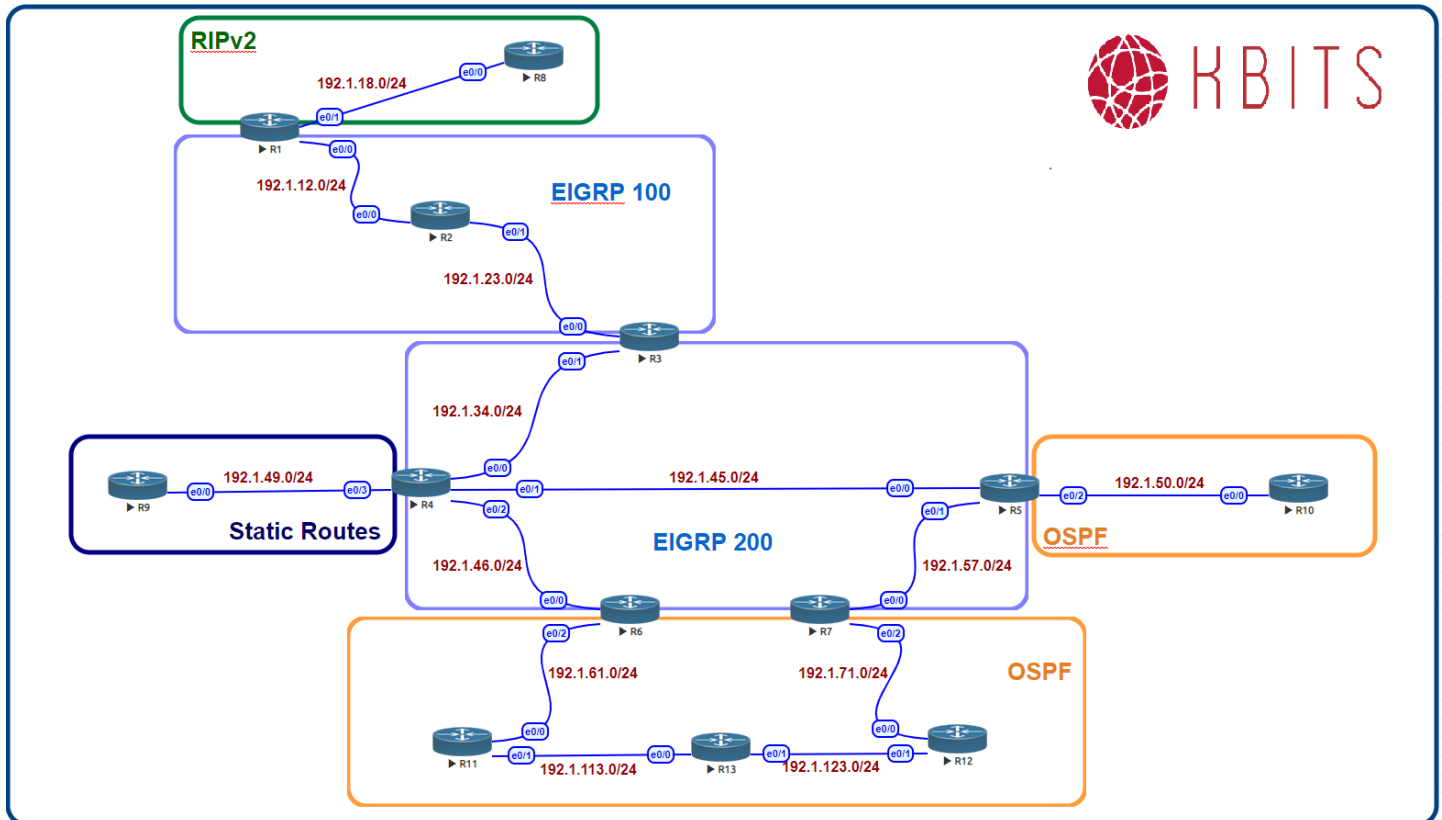 RIPv2
KBITS
e0/0
R8
192.1.18.0/24
e0/1
R1
e0/0
192.1.12.0/24
EIGRP 100
e0/0
R2
e0/1
192.1.23.0/24
e0/0
R3
e0/1
192.1.34.0/24
e0/0
192.1.49.0/24
192.1.45.0/24
192.1.50.0/24
e0/0
e0/3
R9
R4
e0/1
e0/0
R5
e0/2
e0/0
R10
e0/2
e0/1
Static Routes
EIGRP 200
OSPF
192.1.46.0/24
192.1.57.0/24
e0/0
e0/0
R6
R7
e0/2
e0/2
192.1.61.0/24
192.1.71.0/24
OSPF
e0/0
e0/0
R11
e0/1
e0/0
R13
e0/1
e0/1
R12
192.1.113.0/24
192.1.123.0/24